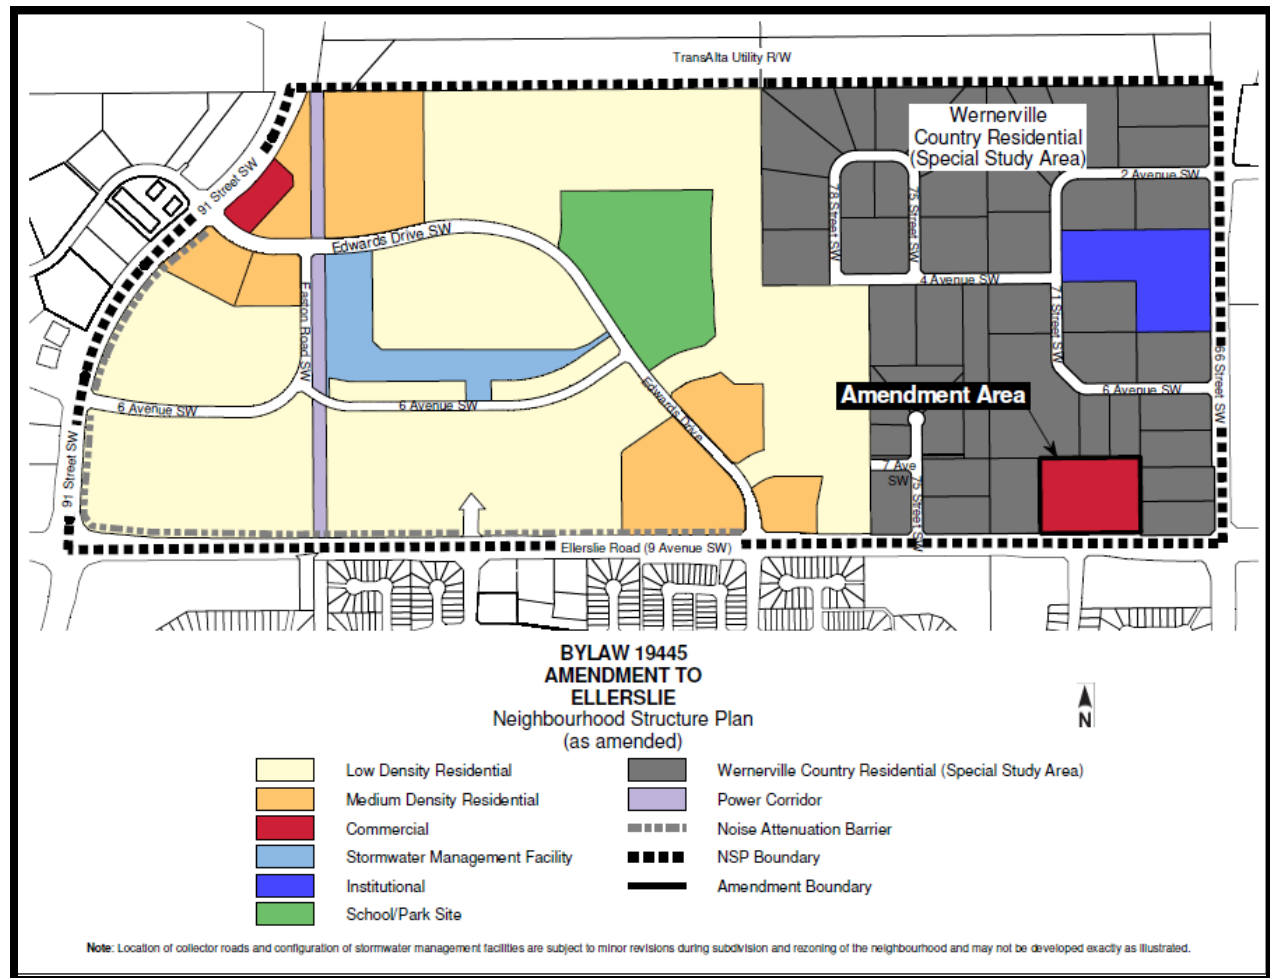 TransAlta Utility R/W
Wernerville
Country Residential
(Special Study Area)
91 Street SW
2 Avenue SW
78 Street SW
75 Street SW
Edwards Drive SW
4 Avenue SW
Easton Road SW
71 Street SW
66 Street SW
6 Avenue SW
6 Avenue SW
6 Avenue SW
Edwards Drive
Amendment Area
91 Street SW
7 Ave
SW
75 Street SW
Ellerslie Road (9 Avenue SW)
BYLAW 19445
AMENDMENT TO
ELLERSLIE
Neighbourhood Structure Plan
(as amended)
N
Low Density Residential
Wernerville Country Residential (Special Study Area)
Medium Density Residential
Power Corridor
Commercial
Noise Attenuation Barrier
Stormwater Management Facility
NSP Boundary
Institutional
Amendment Boundary
School/Park Site
Note: Location of collector roads and configuration of stormwater management facilities are subject to minor revisions during subdivision and rezoning of the neighbourhood and may not be developed exactly as illustrated.